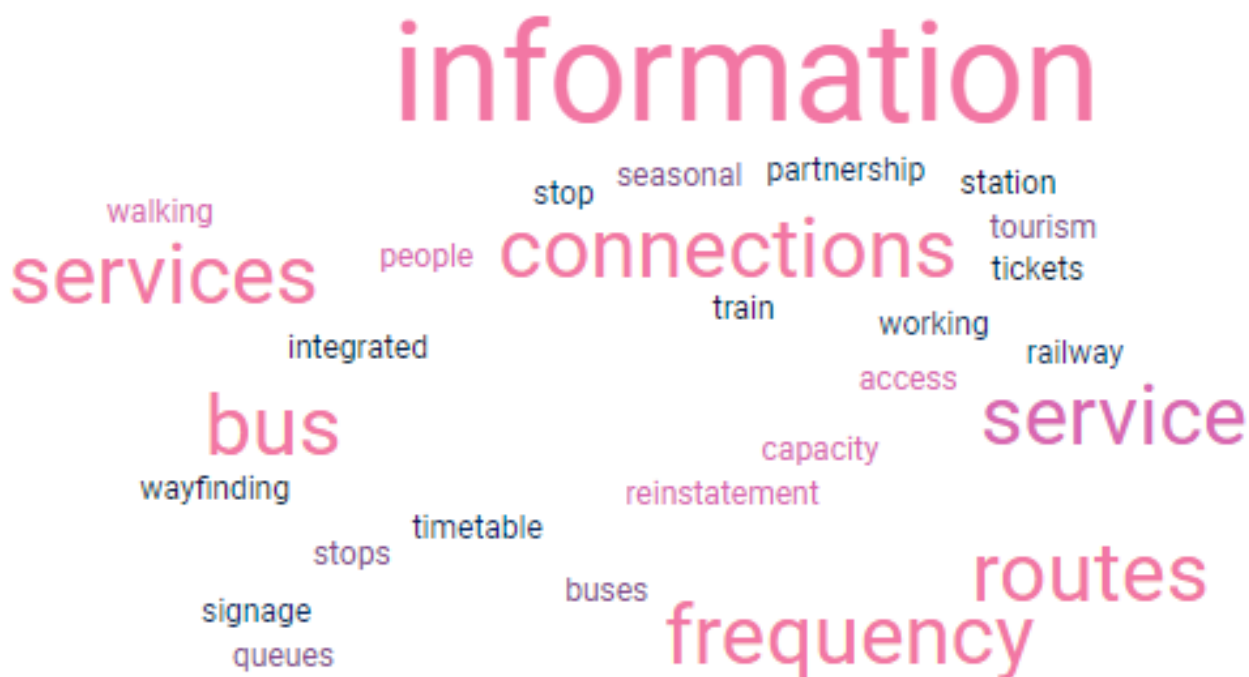 information
stop seasonal partnership station
walking tourism
services people connections tickets
train working
integrated railway
access
bus service
capacity
wayfinding reinstatement
timetable
stops routes
buses
signage frequency
queues